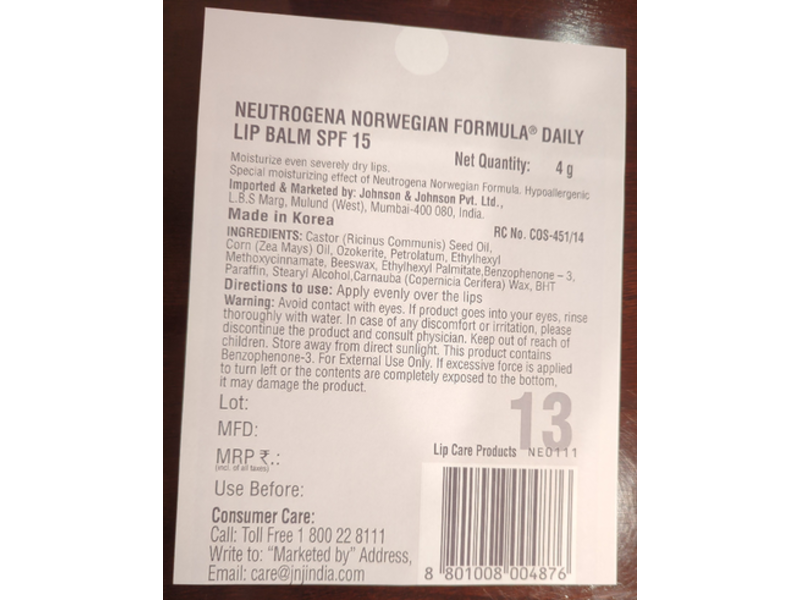 NEUTROGENA NORWEGIAN FORMULA® DAILY
LIP BALM SPF 15
Net Quantity: 4 g
Moisturize even severely dry lips.
Special moisturizing effect of Neutrogena Norwegian Formula. Hypoallergenic
Imported & Marketed by: Johnson & Johnson Pvt. Ltd.,
L.B.S Marg, Mulund (West), Mumbai-400 080, India.
Made in Korea
RC No. COS-451/14
INGREDIENTS: Castor (Ricinus Communis) Seed Oil,
Corn (Zea Mays) Oil, Ozokerite, Petrolatum, Ethylhexyl
Methoxycinnamate, Beeswax, Ethylhexyl Palmitate,Benzophenone – 3,
Paraffin, Stearyl Alcohol,Carnauba (Copernicia Cerifera) Wax, BHT
Directions to use: Apply evenly over the lips
Warning: Avoid contact with eyes. If product goes into your eyes, rinse
thoroughly with water. In case of any discomfort or irritation, please
discontinue the product and consult physician. Keep out of reach of
children. Store away from direct sunlight. This product contains
Benzophenone-3. For External Use Only. If excessive force is applied
to turn left or the contents are completely exposed to the bottom,
it may damage the product.
Lot:
13
MFD:
Lip Care Products NE0111
MRP ₹.:
(incl. of all taxes)
Use Before:
Consumer Care:
Call: Toll Free 1 800 22 8111
Write to: "Marketed by" Address,
Email: care@jnjindia.com
8 801008 004876